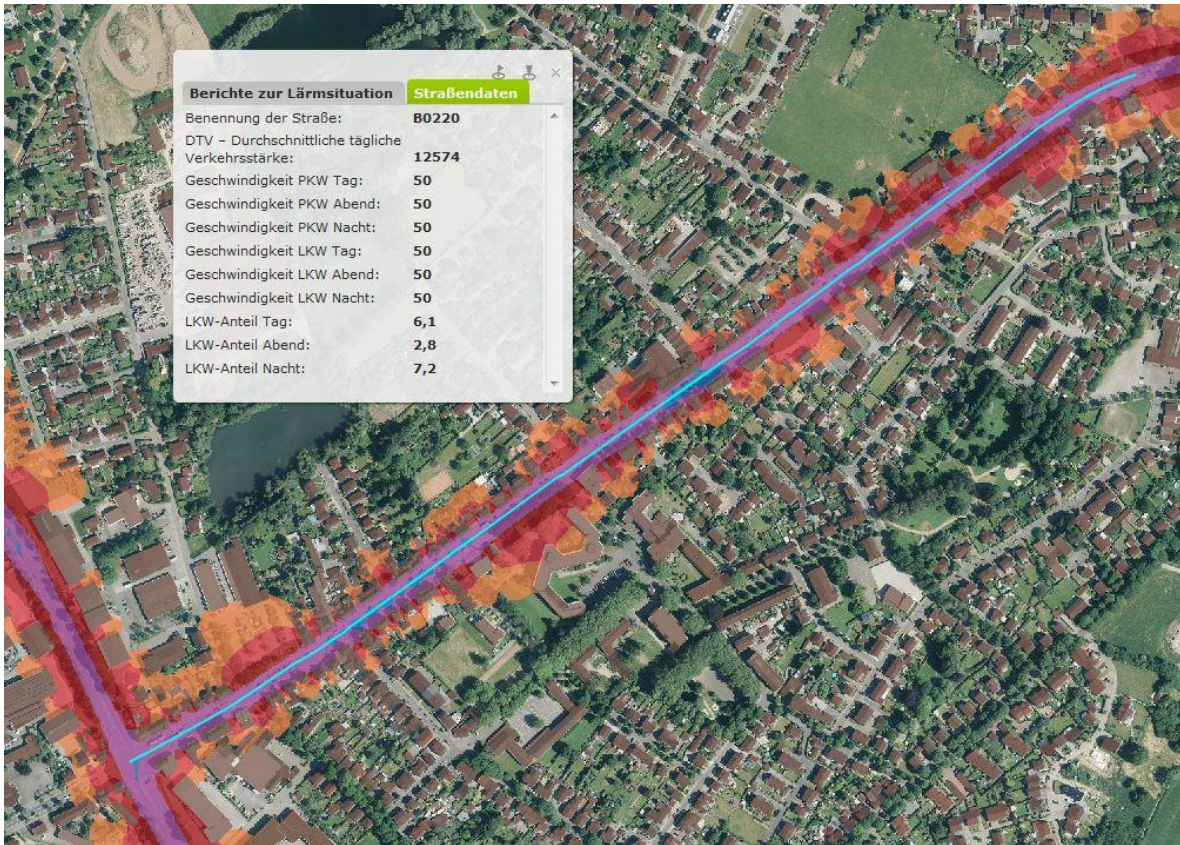 Berichte zur Lärmsituation Straßendaten
Benennung der Straße: B0220
DTV – Durchschnittliche tägliche
Verkehrsstärke: 12574
Geschwindigkeit PKW Tag: 50
Geschwindigkeit PKW Abend: 50
Geschwindigkeit PKW Nacht: 50
Geschwindigkeit LKW Tag: 50
Geschwindigkeit LKW Abend: 50
Geschwindigkeit LKW Nacht: 50
LKW-Anteil Tag: 6,1
LKW-Anteil Abend: 2,8
LKW-Anteil Nacht: 7,2